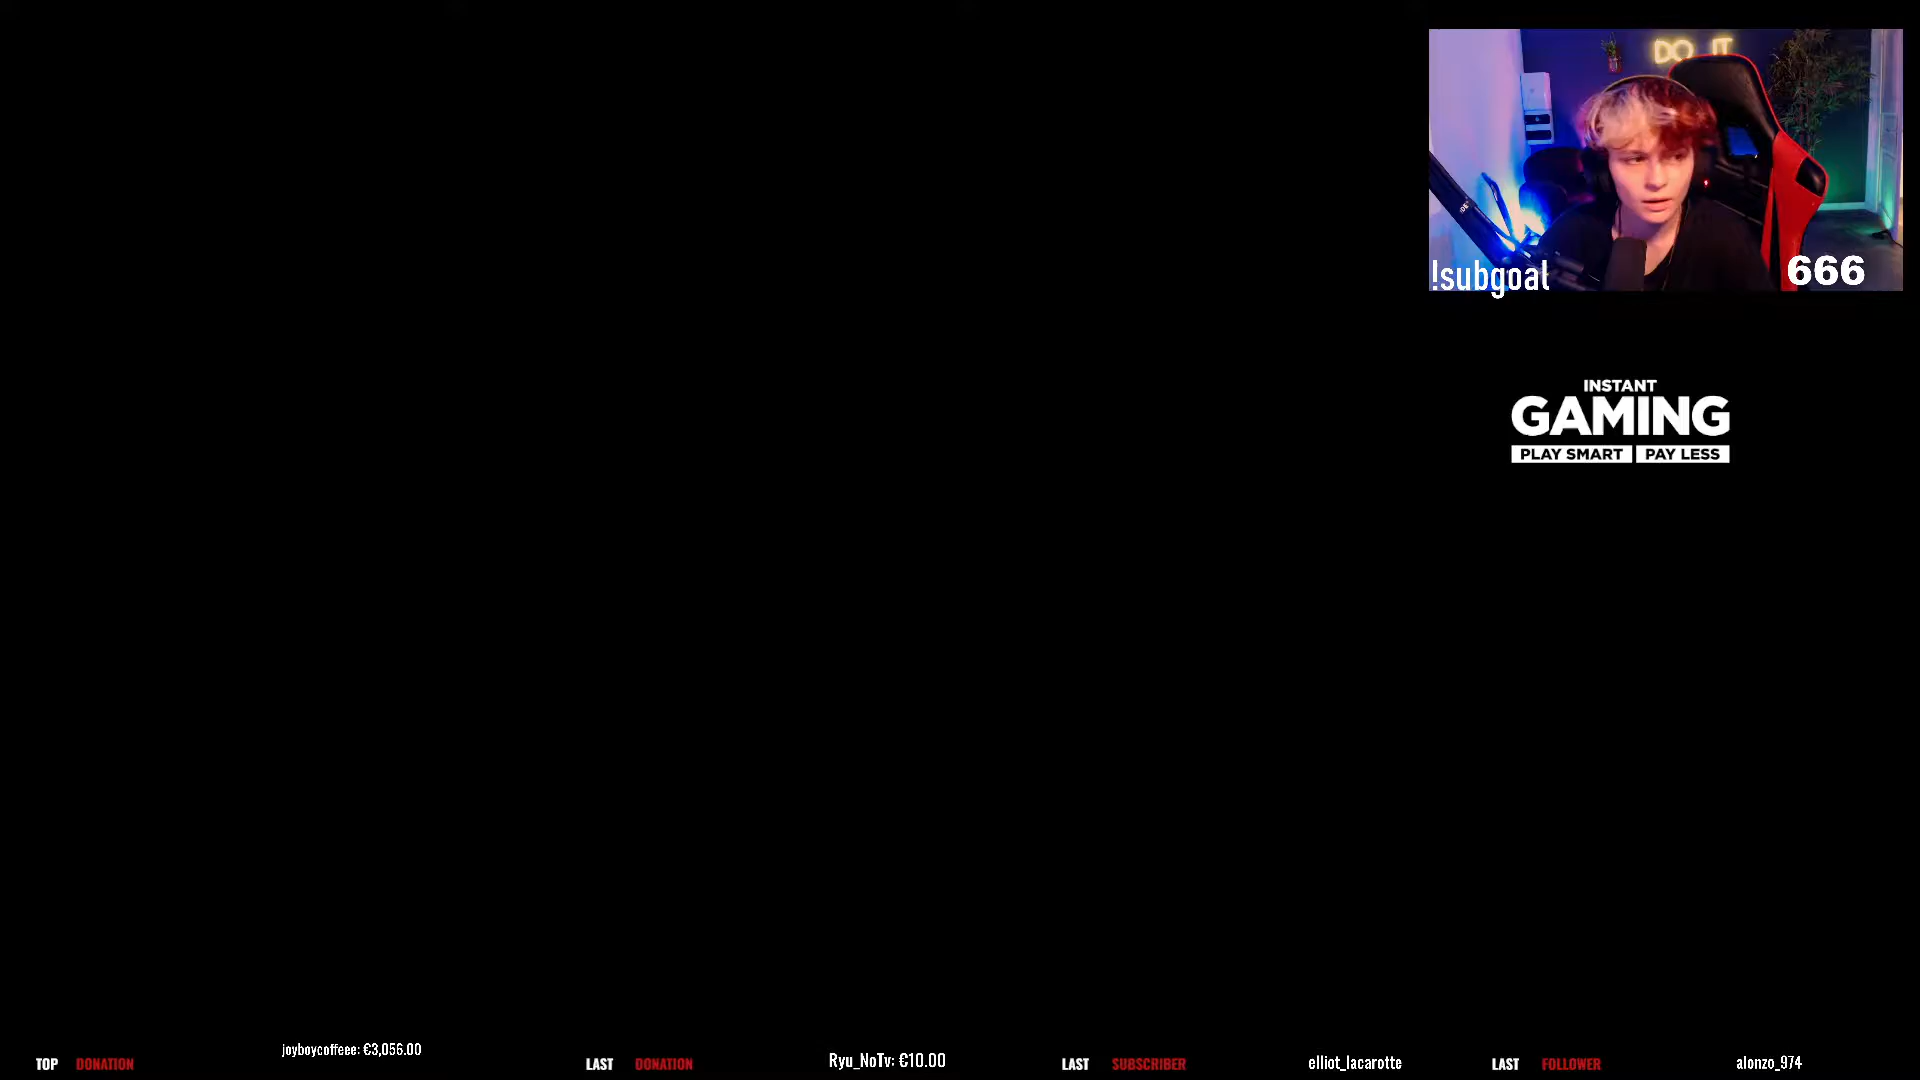 DO IT
!subgoal
666
INSTANT
GAMING
PLAY SMART PAY LESS
TOP DONATION
joyboycoffeee: €3,056.00
LAST DONATION
Ryu_NoTv: €10.00
LAST SUBSCRIBER
elliot_lacarotte
LAST FOLLOWER
alonzo_974